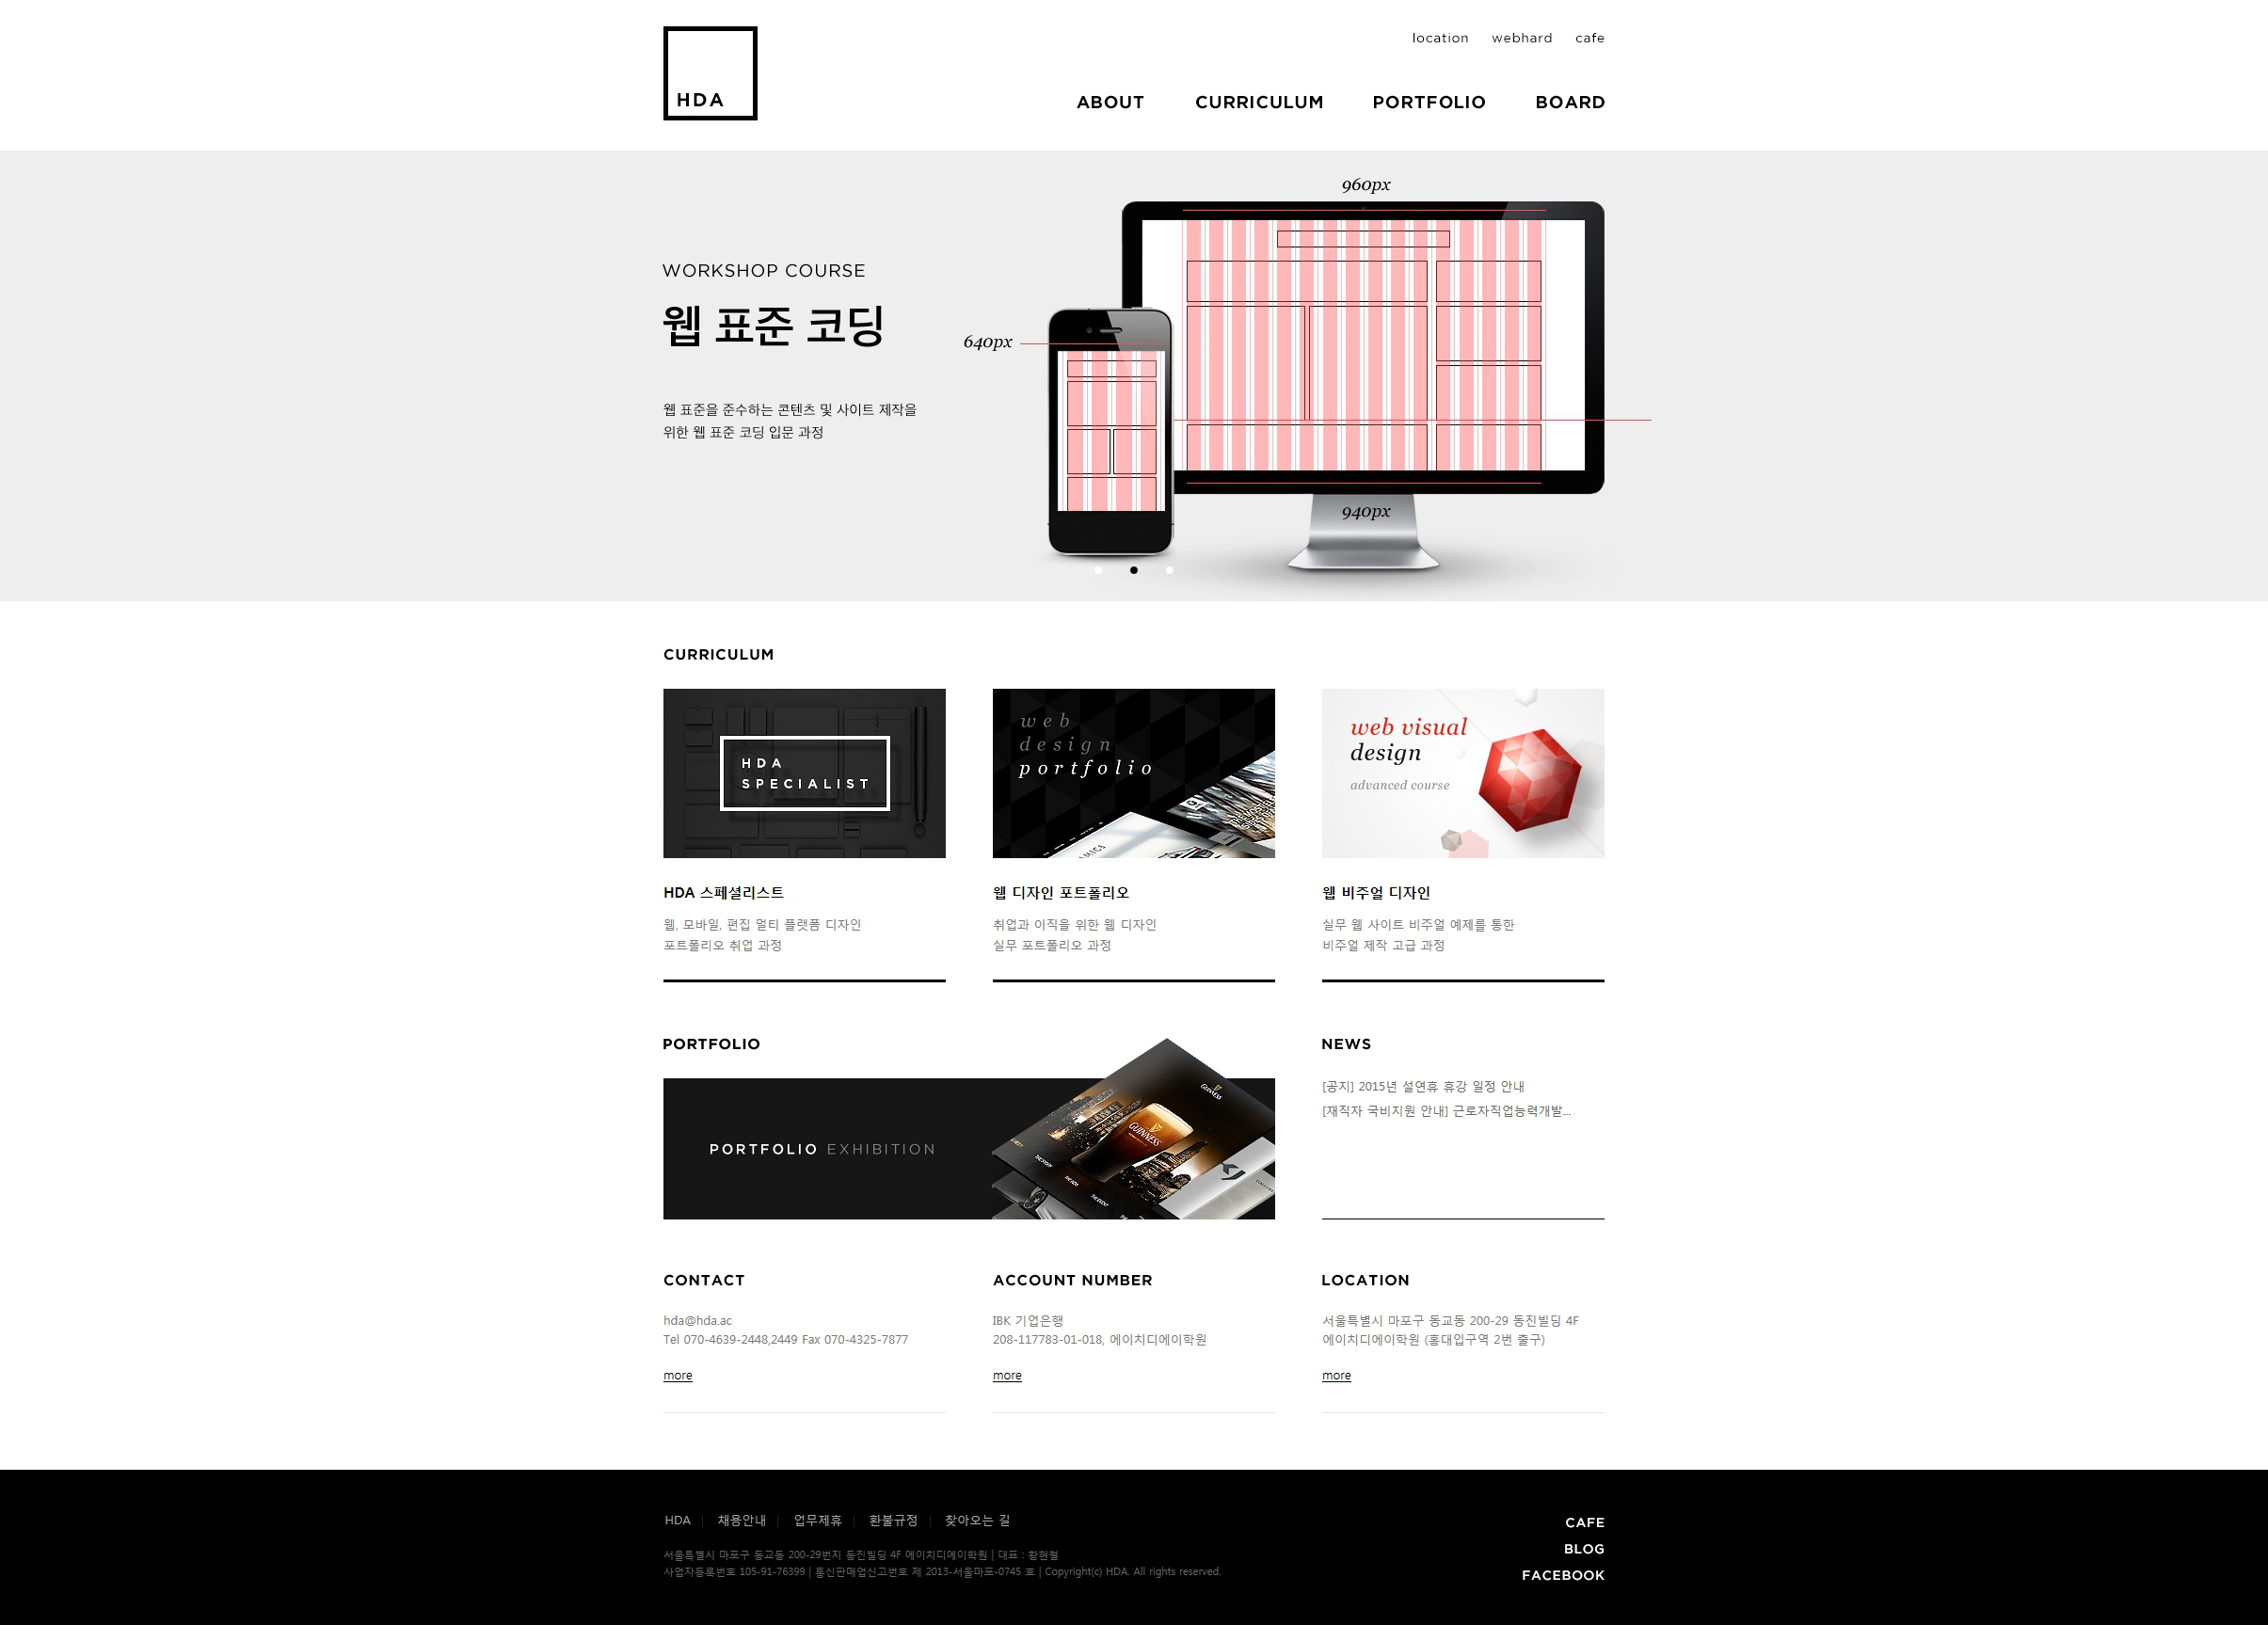 HDA
location webhard cafe
ABOUT CURRICULUM PORTFOLIO BOARD
960px
WORKSHOP COURSE
웹 표준 코딩
640px
웹 표준을 준수하는 콘텐츠 및 사이트 제작을
위한 웹 표준 코딩 입문 과정
940px
CURRICULUM
HDA
SPECIALIST
web
design
portfolio
web visual
design
advanced course
HDA 스페셜리스트
웹, 모바일, 편집 멀티 플랫폼 디자인
포트폴리오 취업 과정
웹 디자인 포트폴리오
취업과 이직을 위한 웹 디자인
실무 포트폴리오 과정
웹 비주얼 디자인
실무 웹 사이트 비주얼 예제를 통한
비주얼 제작 고급 과정
PORTFOLIO
PORTFOLIO EXHIBITION
GUINNESS
GUINNESS
NEWS
[공지] 2015년 설연휴 휴강 일정 안내
[재직자 국비지원 안내] 근로자직업능력개발...
CONTACT
hda@hda.ac
Tel 070-4639-2448,2449 Fax 070-4325-7877
more
ACCOUNT NUMBER
IBK 기업은행
208-117783-01-018, 에이치디에이학원
more
LOCATION
서울특별시 마포구 동교동 200-29 동진빌딩 4F
에이치디에이학원 (홍대입구역 2번 출구)
more
HDA | 채용안내 | 업무제휴 | 환불규정 | 찾아오는 길
서울특별시 마포구 동교동 200-29번지 동진빌딩 4F 에이치디에이학원 | 대표 : 황현철
사업자등록번호 105-91-76399 | 통신판매업신고번호 제 2013-서울마포-0745 호 | Copyright(c) HDA. All rights reserved.
CAFE
BLOG
FACEBOOK